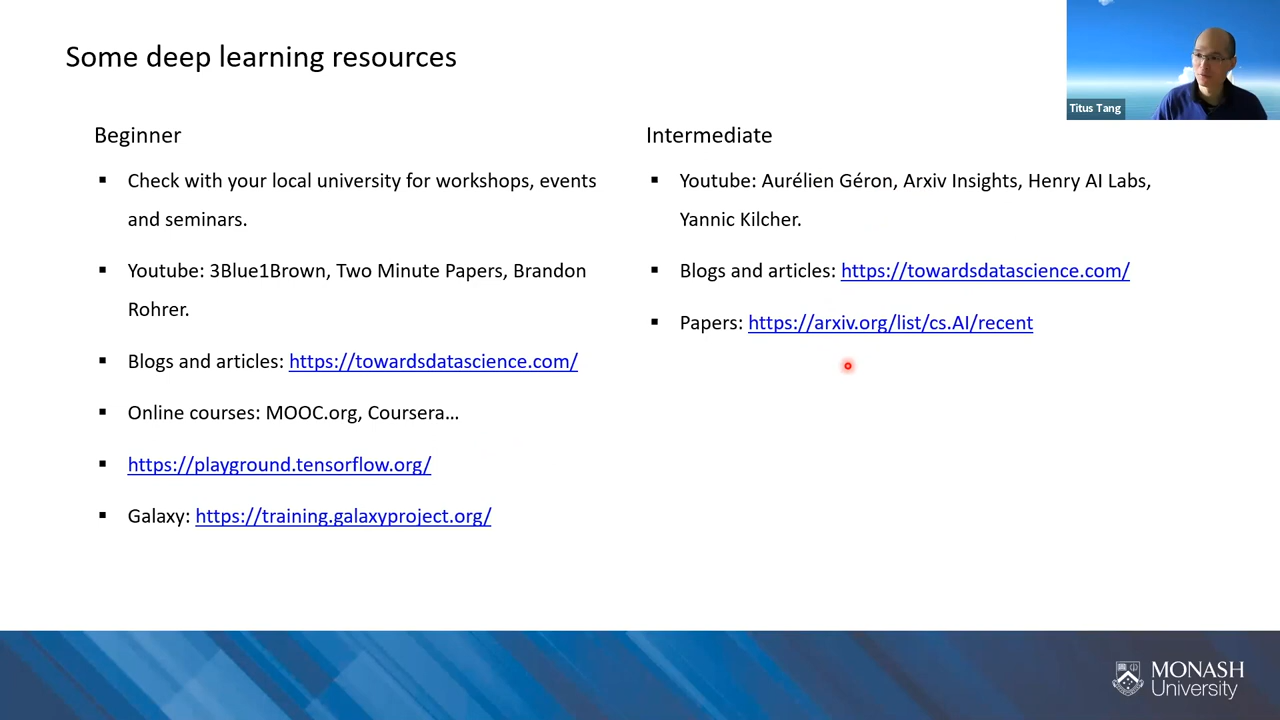 Some deep learning resources
Titus Tang
Beginner
▪ Check with your local university for workshops, events
and seminars.
▪ Youtube: 3Blue1Brown, Two Minute Papers, Brandon
Rohrer.
▪ Blogs and articles: https://towardsdatascience.com/
▪ Online courses: MOOC.org, Coursera…
▪ https://playground.tensorflow.org/
▪ Galaxy: https://training.galaxyproject.org/
Intermediate
▪ Youtube: Aurélien Géron, Arxiv Insights, Henry AI Labs,
Yannic Kilcher.
▪ Blogs and articles: https://towardsdatascience.com/
▪ Papers: https://arxiv.org/list/cs.AI/recent
MONASH
University